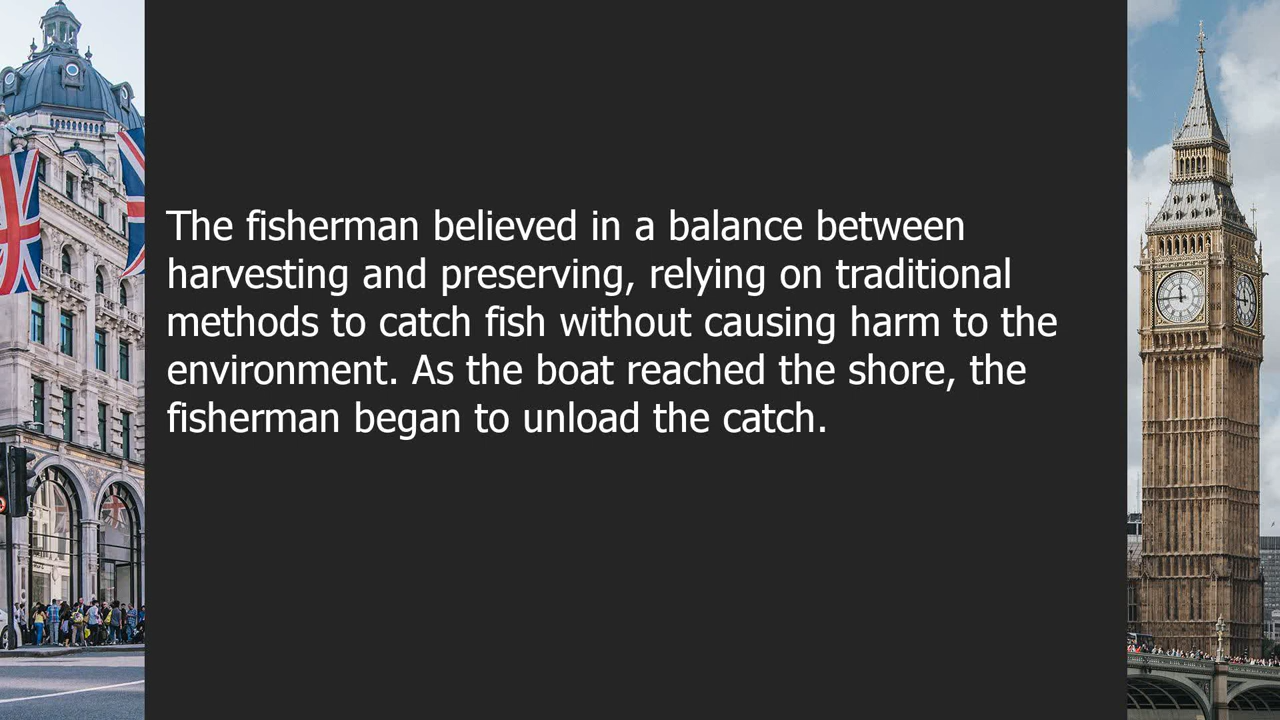 The fisherman believed in a balance between
harvesting and preserving, relying on traditional
methods to catch fish without causing harm to the
environment. As the boat reached the shore, the
fisherman began to unload the catch.